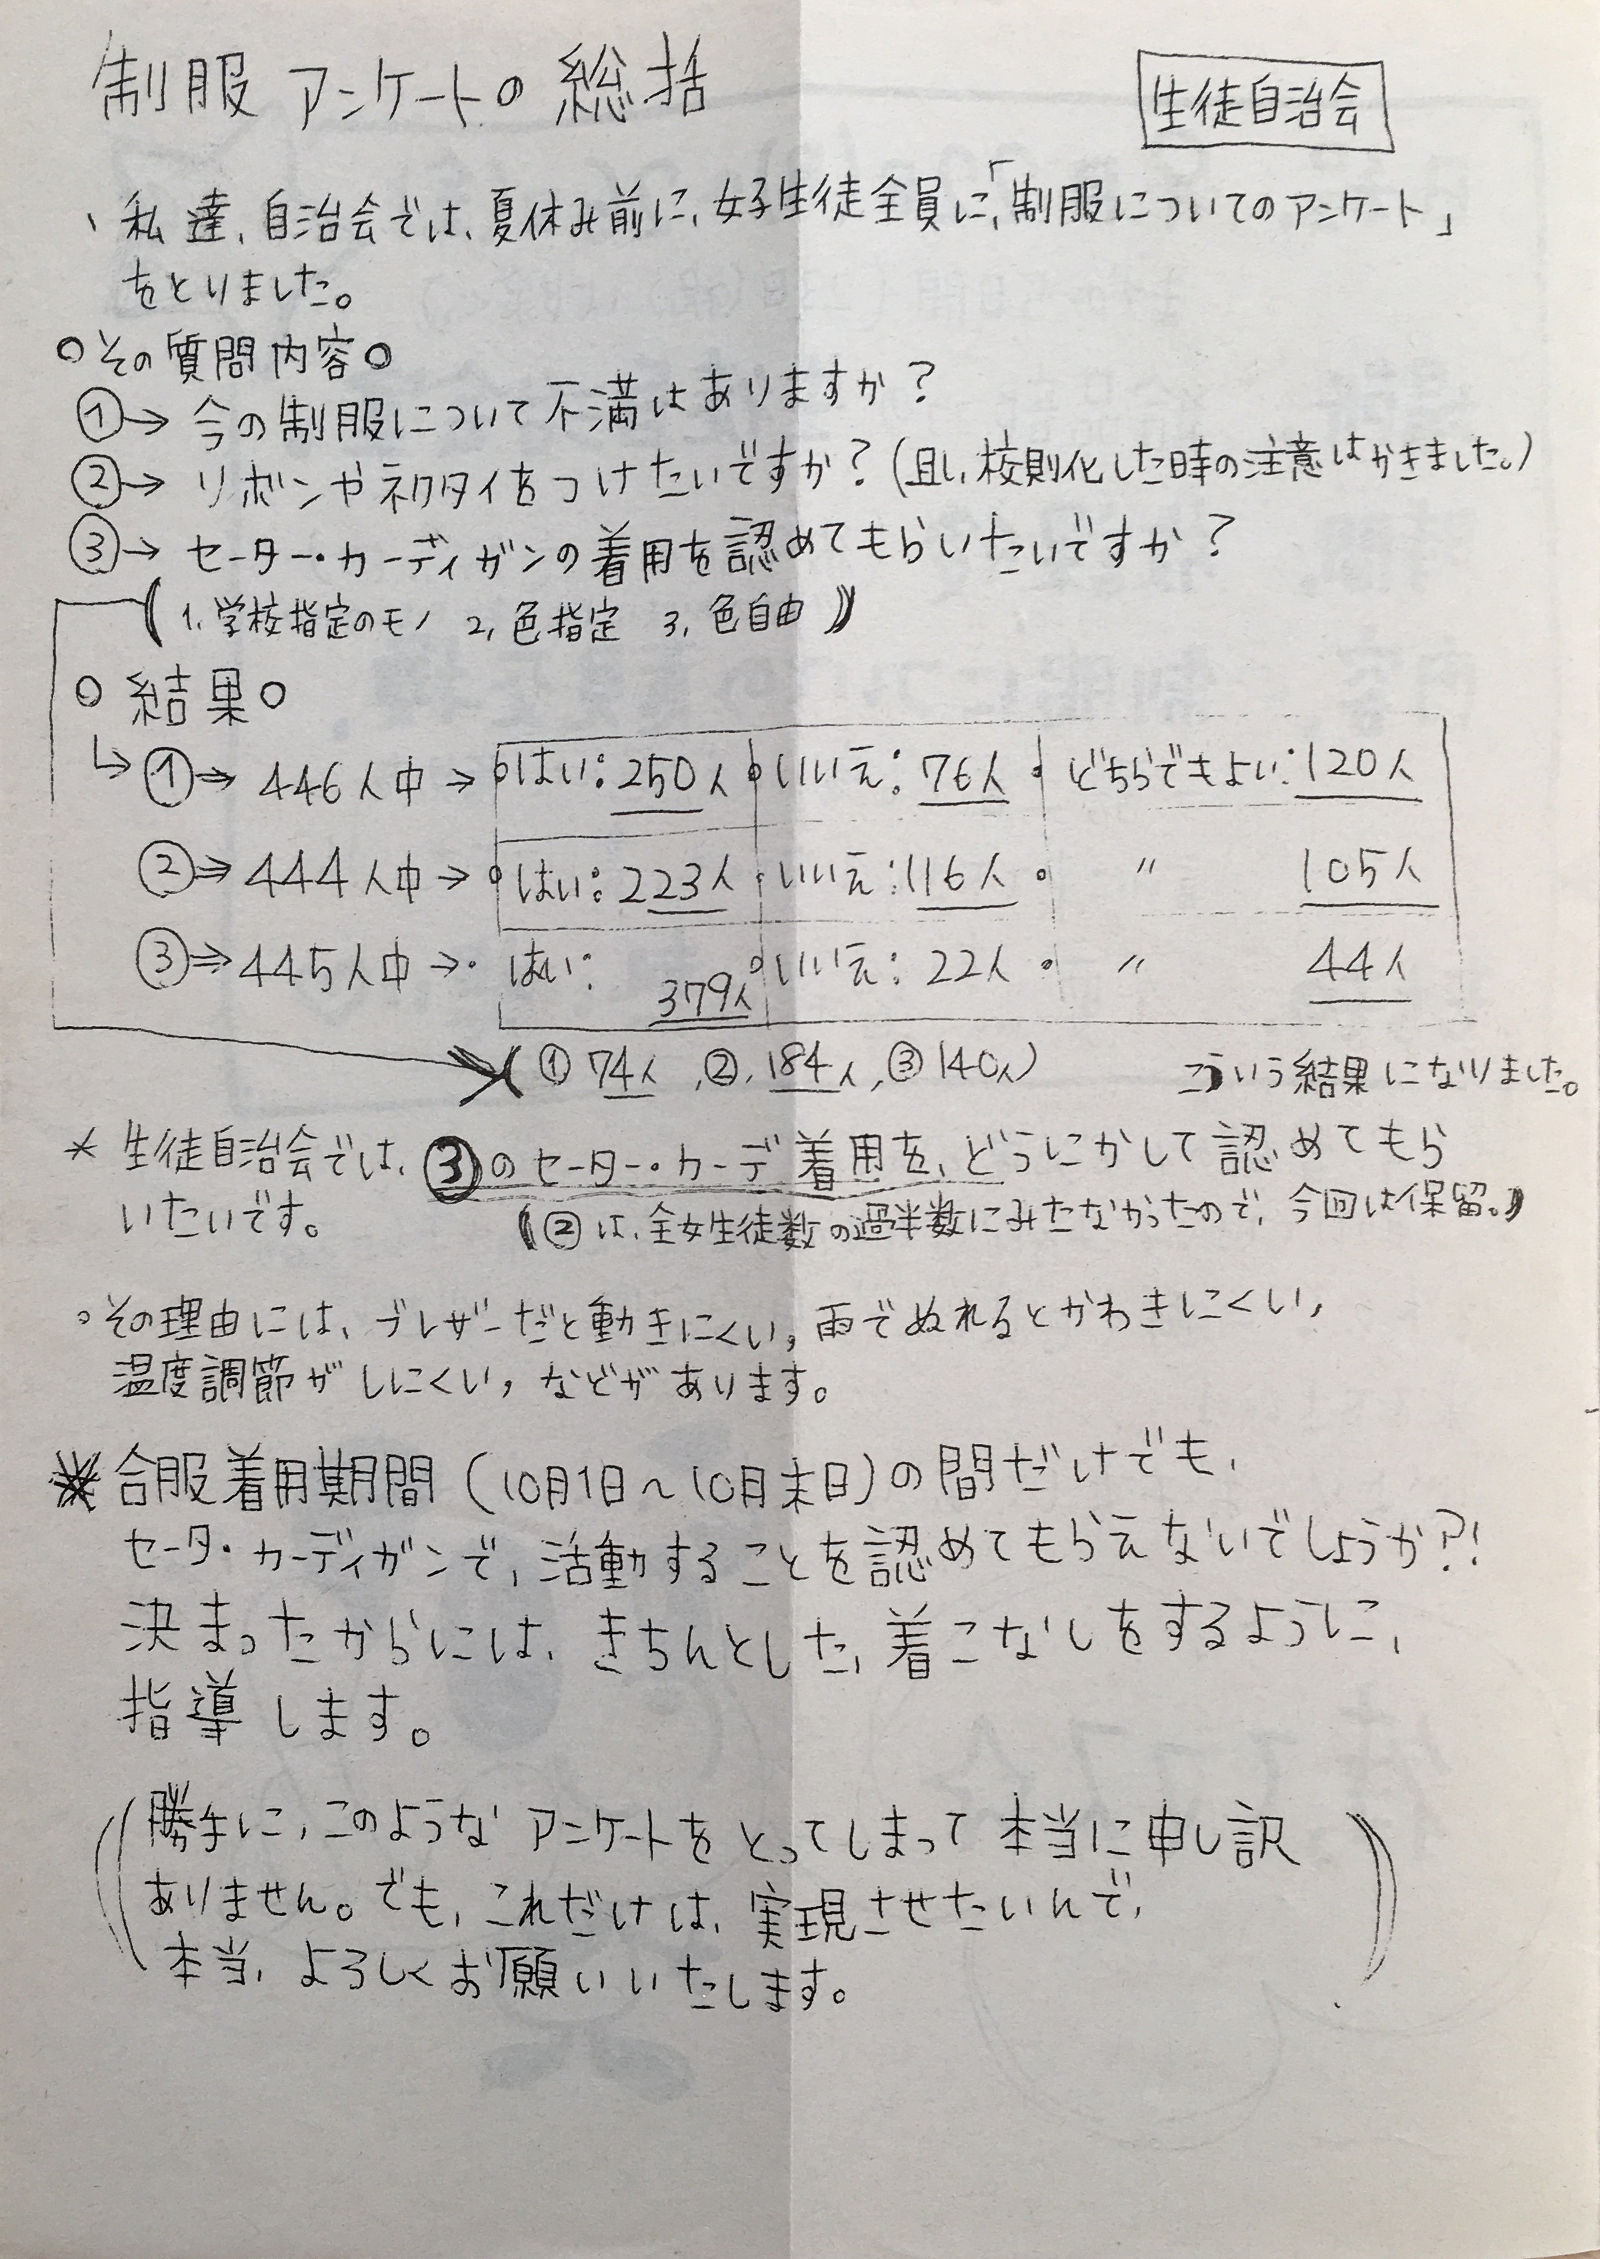 制服アンケートの総括
生徒自治会
、私達、自治会では、夏休み前に、女子生徒全員に、「制服についてのアンケート」
をとりました。
○その質問内容○
①→ 今の制服について不満はありますか？
②→ リボンやネクタイをつけたいですか？(且し、校則化した時の注意はかきました。)
③→ セーター・カーディガンの着用を認めてもらいたいですか？
(1、学校指定のモノ 2、色指定 3、色自由)
○結果○
↳①⇒ 446人中→ はい：250人 いいえ：76人 どちらでもよい：120人
②⇒ 444人中→ はい：223人 いいえ：116人 〃 105人
③⇒ 445人中→ はい：379人 いいえ：22人 〃 44人
(① 74人、②、184人、③140人) こういう結果になりました。
＊生徒自治会では、③のセーター・カーデ着用を、どうにかして認めてもら
いたいです。
(②は、全女生徒数の過半数にみたなかったので、今回は保留。)
。その理由には、ブレザーだと動きにくい，雨でぬれるとかわきにくい，
温度調節がしにくい，などがあります。
※合服着用期間(10月1日～10月末日)の間だけでも、
セータ・カーディガンで、活動することを認めてもらえないでしょうか?!
決まったからには、きちんとした、着こなしをするように、
指導します。
(勝手に，このようなアンケートをとってしまって本当に申し訳
ありません。でも、これだけは、実現させたいんで、
本当、よろしくお願いいたします。)